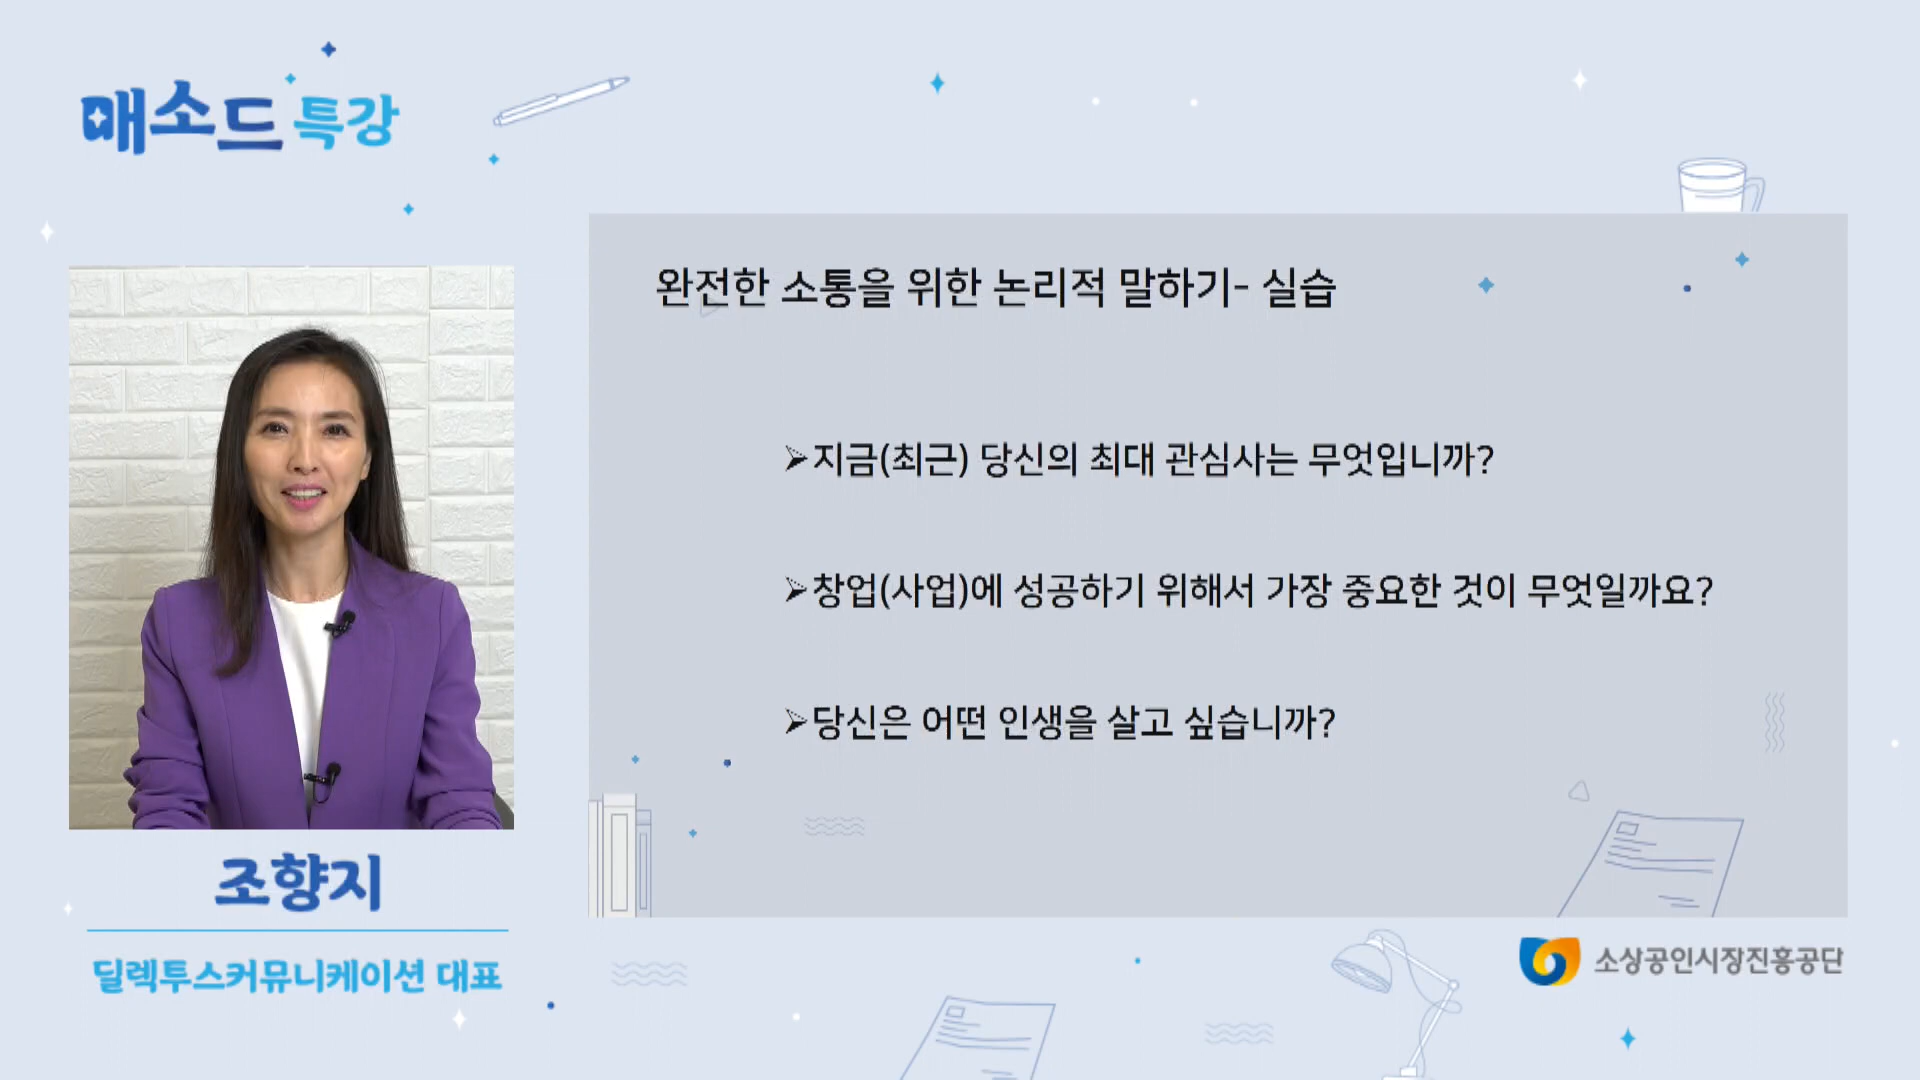 매소드 특강
완전한 소통을 위한 논리적 말하기- 실습
➢지금(최근) 당신의 최대 관심사는 무엇입니까?
➢창업(사업)에 성공하기 위해서 가장 중요한 것이 무엇일까요?
➢당신은 어떤 인생을 살고 싶습니까?
조향지
딜렉투스커뮤니케이션 대표
소상공인시장진흥공단